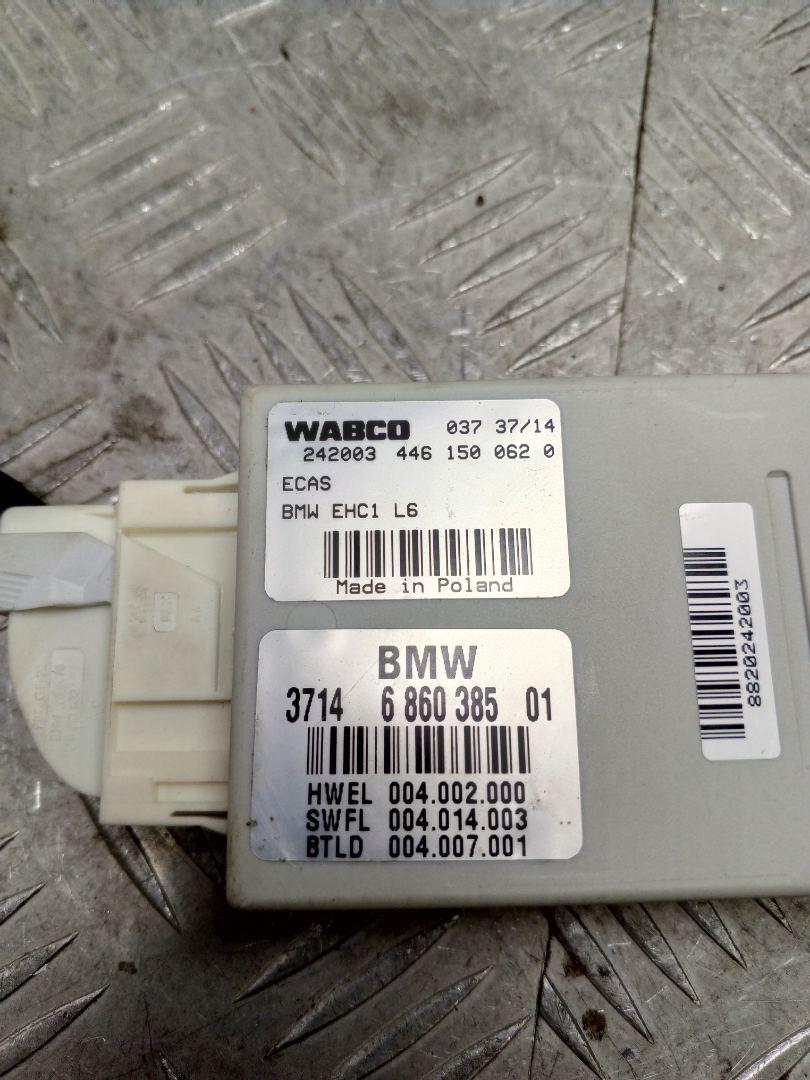 WABCO 037 37/14
242003 446 150 062 0
ECAS
BMW EHC1 L6
Made in Poland
BMW
3714 6 860 385 01
HWEL 004.002.000
SWFL 004.014.003
BTLD 004.007.001
8820242003